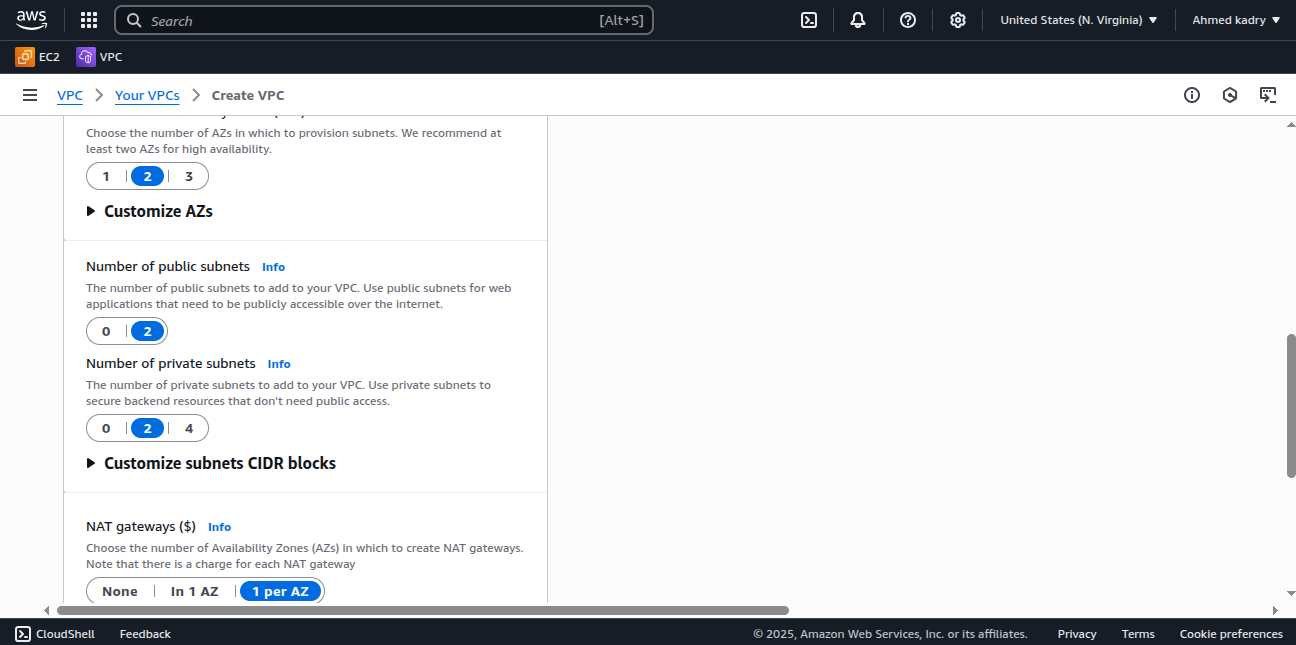 aws
Search [Alt+S]
United States (N. Virginia)
Ahmed kadry
EC2
VPC
VPC
Your VPCs
Create VPC
Choose the number of AZs in which to provision subnets. We recommend at
least two AZs for high availability.
1 2 3
Customize AZs
Number of public subnets Info
The number of public subnets to add to your VPC. Use public subnets for web
applications that need to be publicly accessible over the internet.
0 2
Number of private subnets Info
The number of private subnets to add to your VPC. Use private subnets to
secure backend resources that don't need public access.
0 2 4
Customize subnets CIDR blocks
NAT gateways ($) Info
Choose the number of Availability Zones (AZs) in which to create NAT gateways.
Note that there is a charge for each NAT gateway
None In 1 AZ 1 per AZ
CloudShell
Feedback
© 2025, Amazon Web Services, Inc. or its affiliates.
Privacy
Terms
Cookie preferences